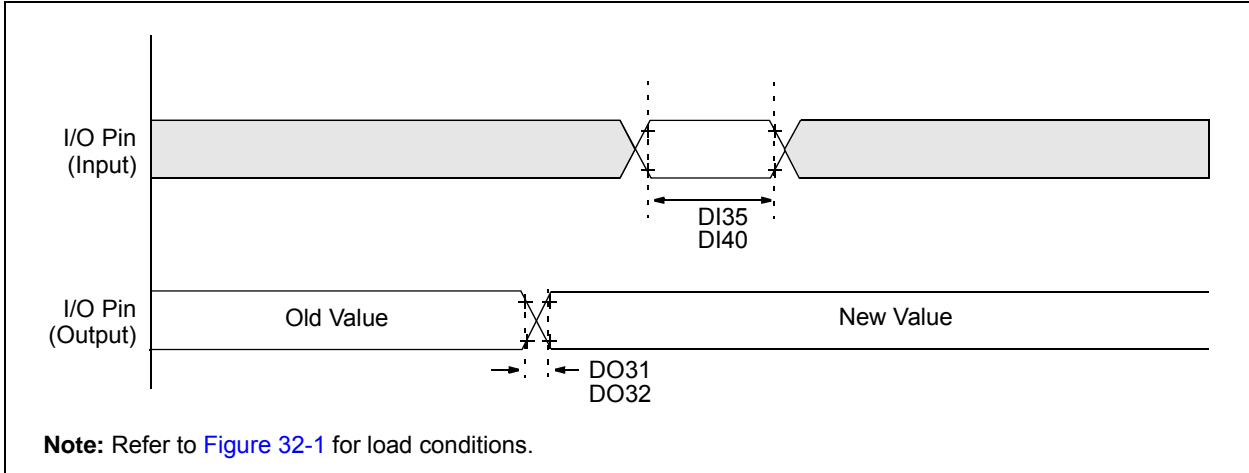 I/O Pin
(Input)
DI35
DI40
I/O Pin
(Output)
Old Value
New Value
DO31
DO32
Note: Refer to Figure 32-1 for load conditions.